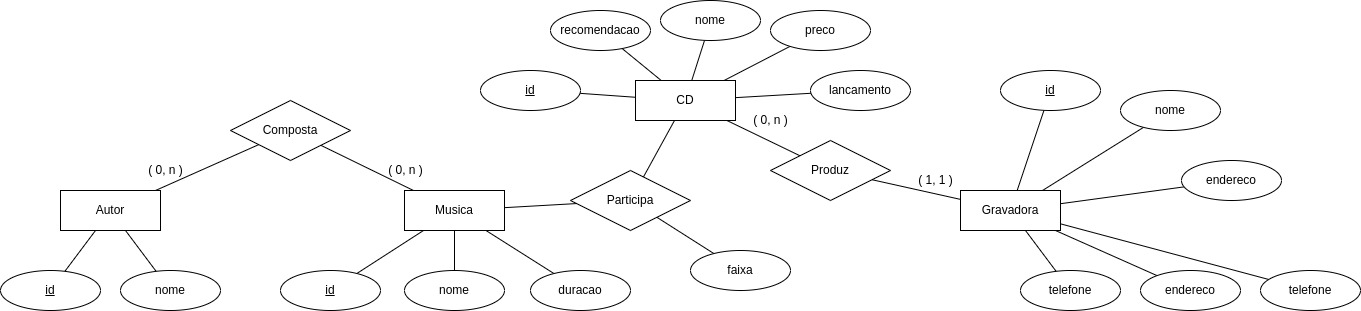 nome
recomendacao
preco
id
lancamento
CD
id
nome
( 0, n )
Composta
( 0, n )
( 0, n )
Produz
( 1, 1 )
endereco
Autor
Musica
Participa
Gravadora
id
nome
id
nome
duracao
faixa
telefone
endereco
telefone